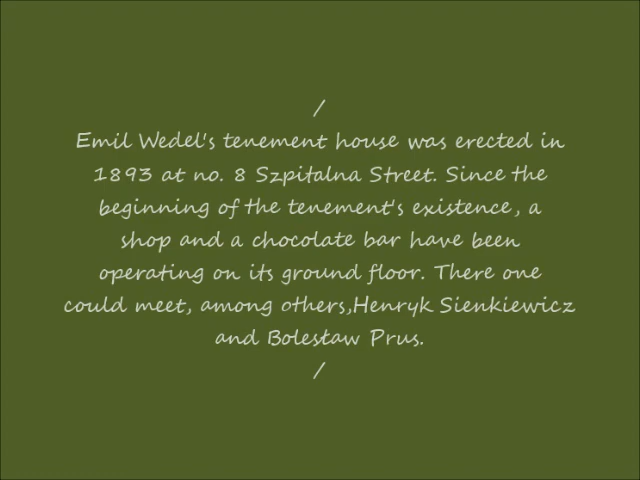 /
Emil Wedel's tenement house was erected in
1893 at no. 8 Szpitalna Street. Since the
beginning of the tenement's existence, a
shop and a chocolate bar have been
operating on its ground floor. There one
could meet, among others,Henryk Sienkiewicz
and Bolesław Prus.
/